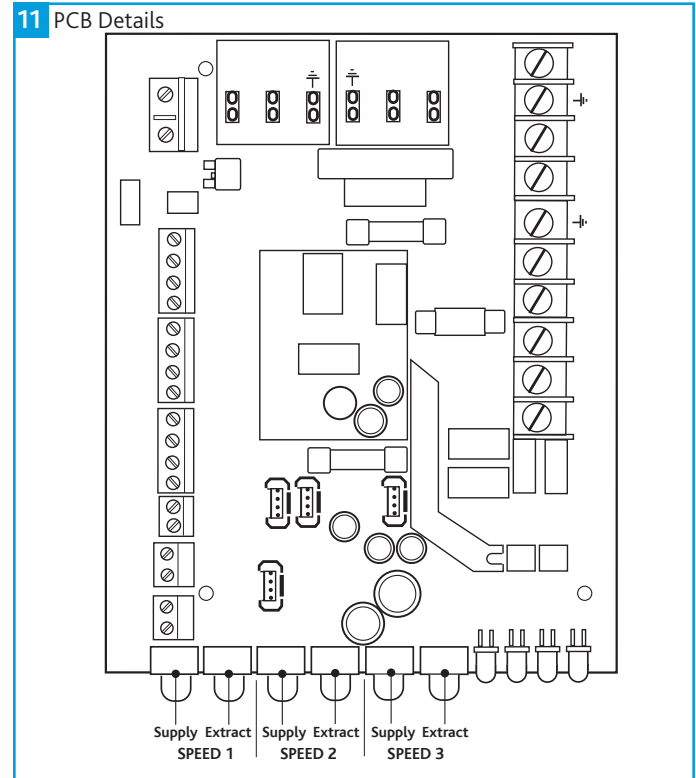 11 PCB Details
Supply Extract Supply Extract Supply Extract
SPEED 1 SPEED 2 SPEED 3